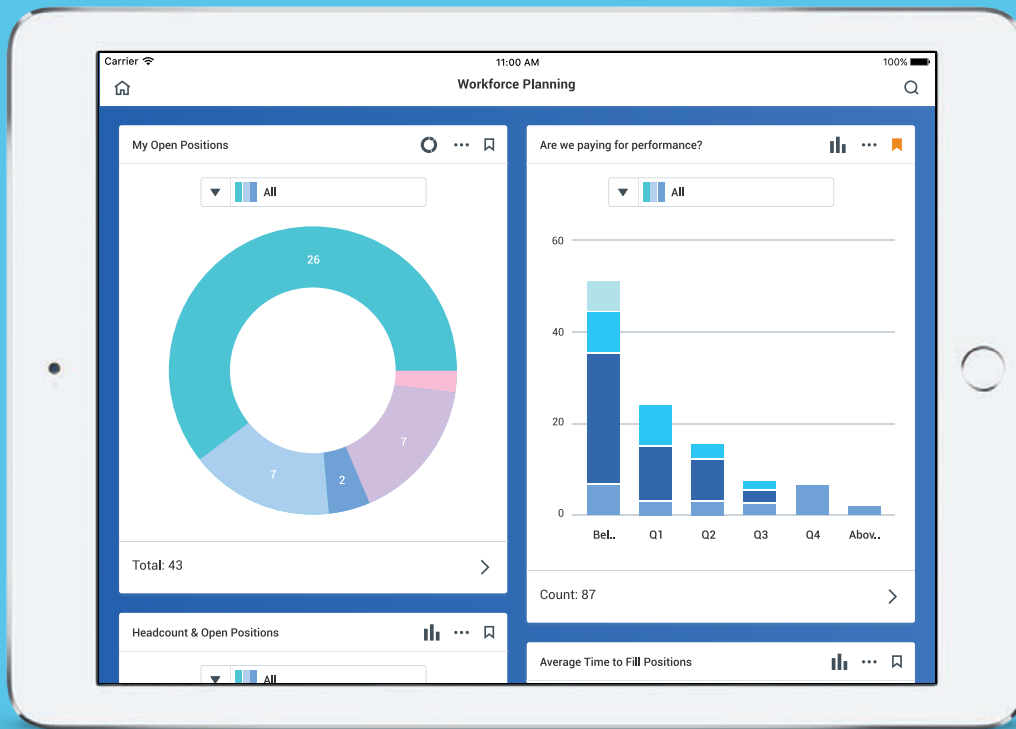 Carrier
11:00 AM
100%
Workforce Planning
My Open Positions
All
26
7
2
7
Total: 43
Are we paying for performance?
All
60
40
20
0
Bel..
Q1
Q2
Q3
Q4
Abov..
Count: 87
Headcount & Open Positions
All
Average Time to Fill Positions